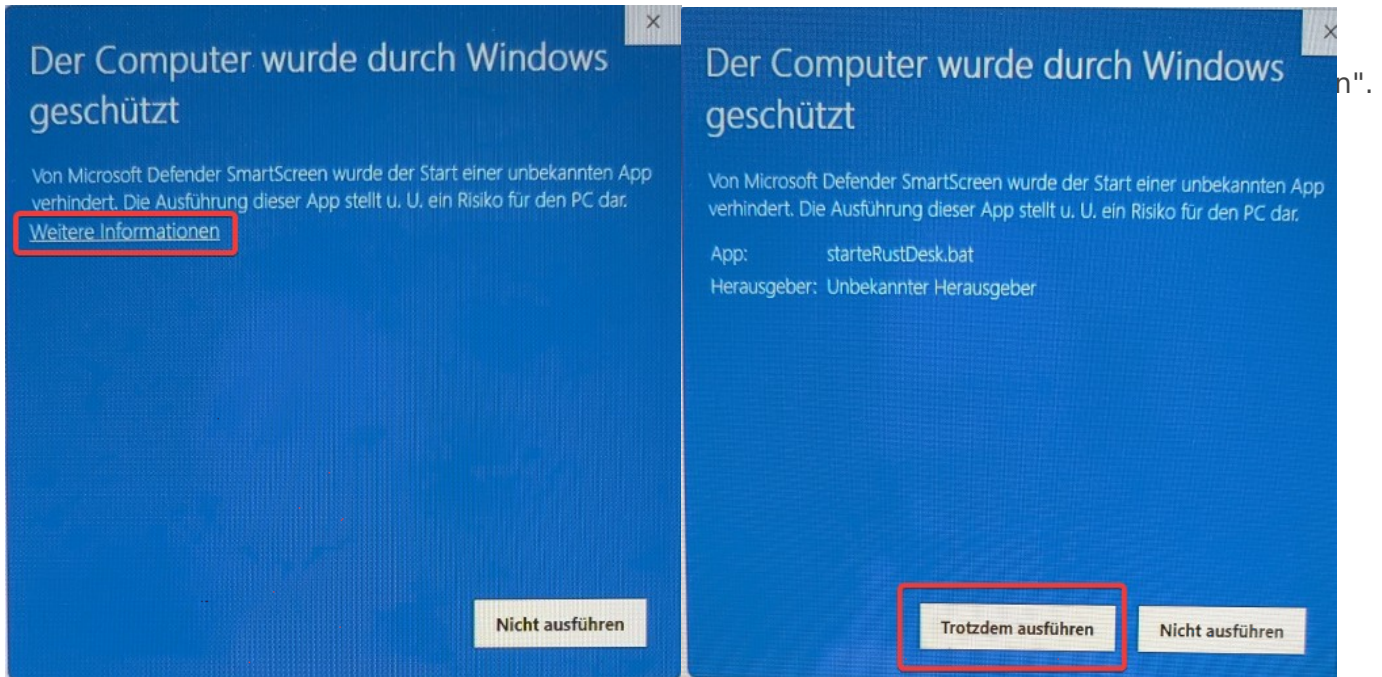 Der Computer wurde durch Windows
geschützt
Von Microsoft Defender SmartScreen wurde der Start einer unbekannten App
verhindert. Die Ausführung dieser App stellt u. U. ein Risiko für den PC dar.
Weitere Informationen
Nicht ausführen
Der Computer wurde durch Windows
geschützt
Von Microsoft Defender SmartScreen wurde der Start einer unbekannten App
verhindert. Die Ausführung dieser App stellt u. U. ein Risiko für den PC dar.
App: starteRustDesk.bat
Herausgeber: Unbekannter Herausgeber
Trotzdem ausführen
Nicht ausführen
n".